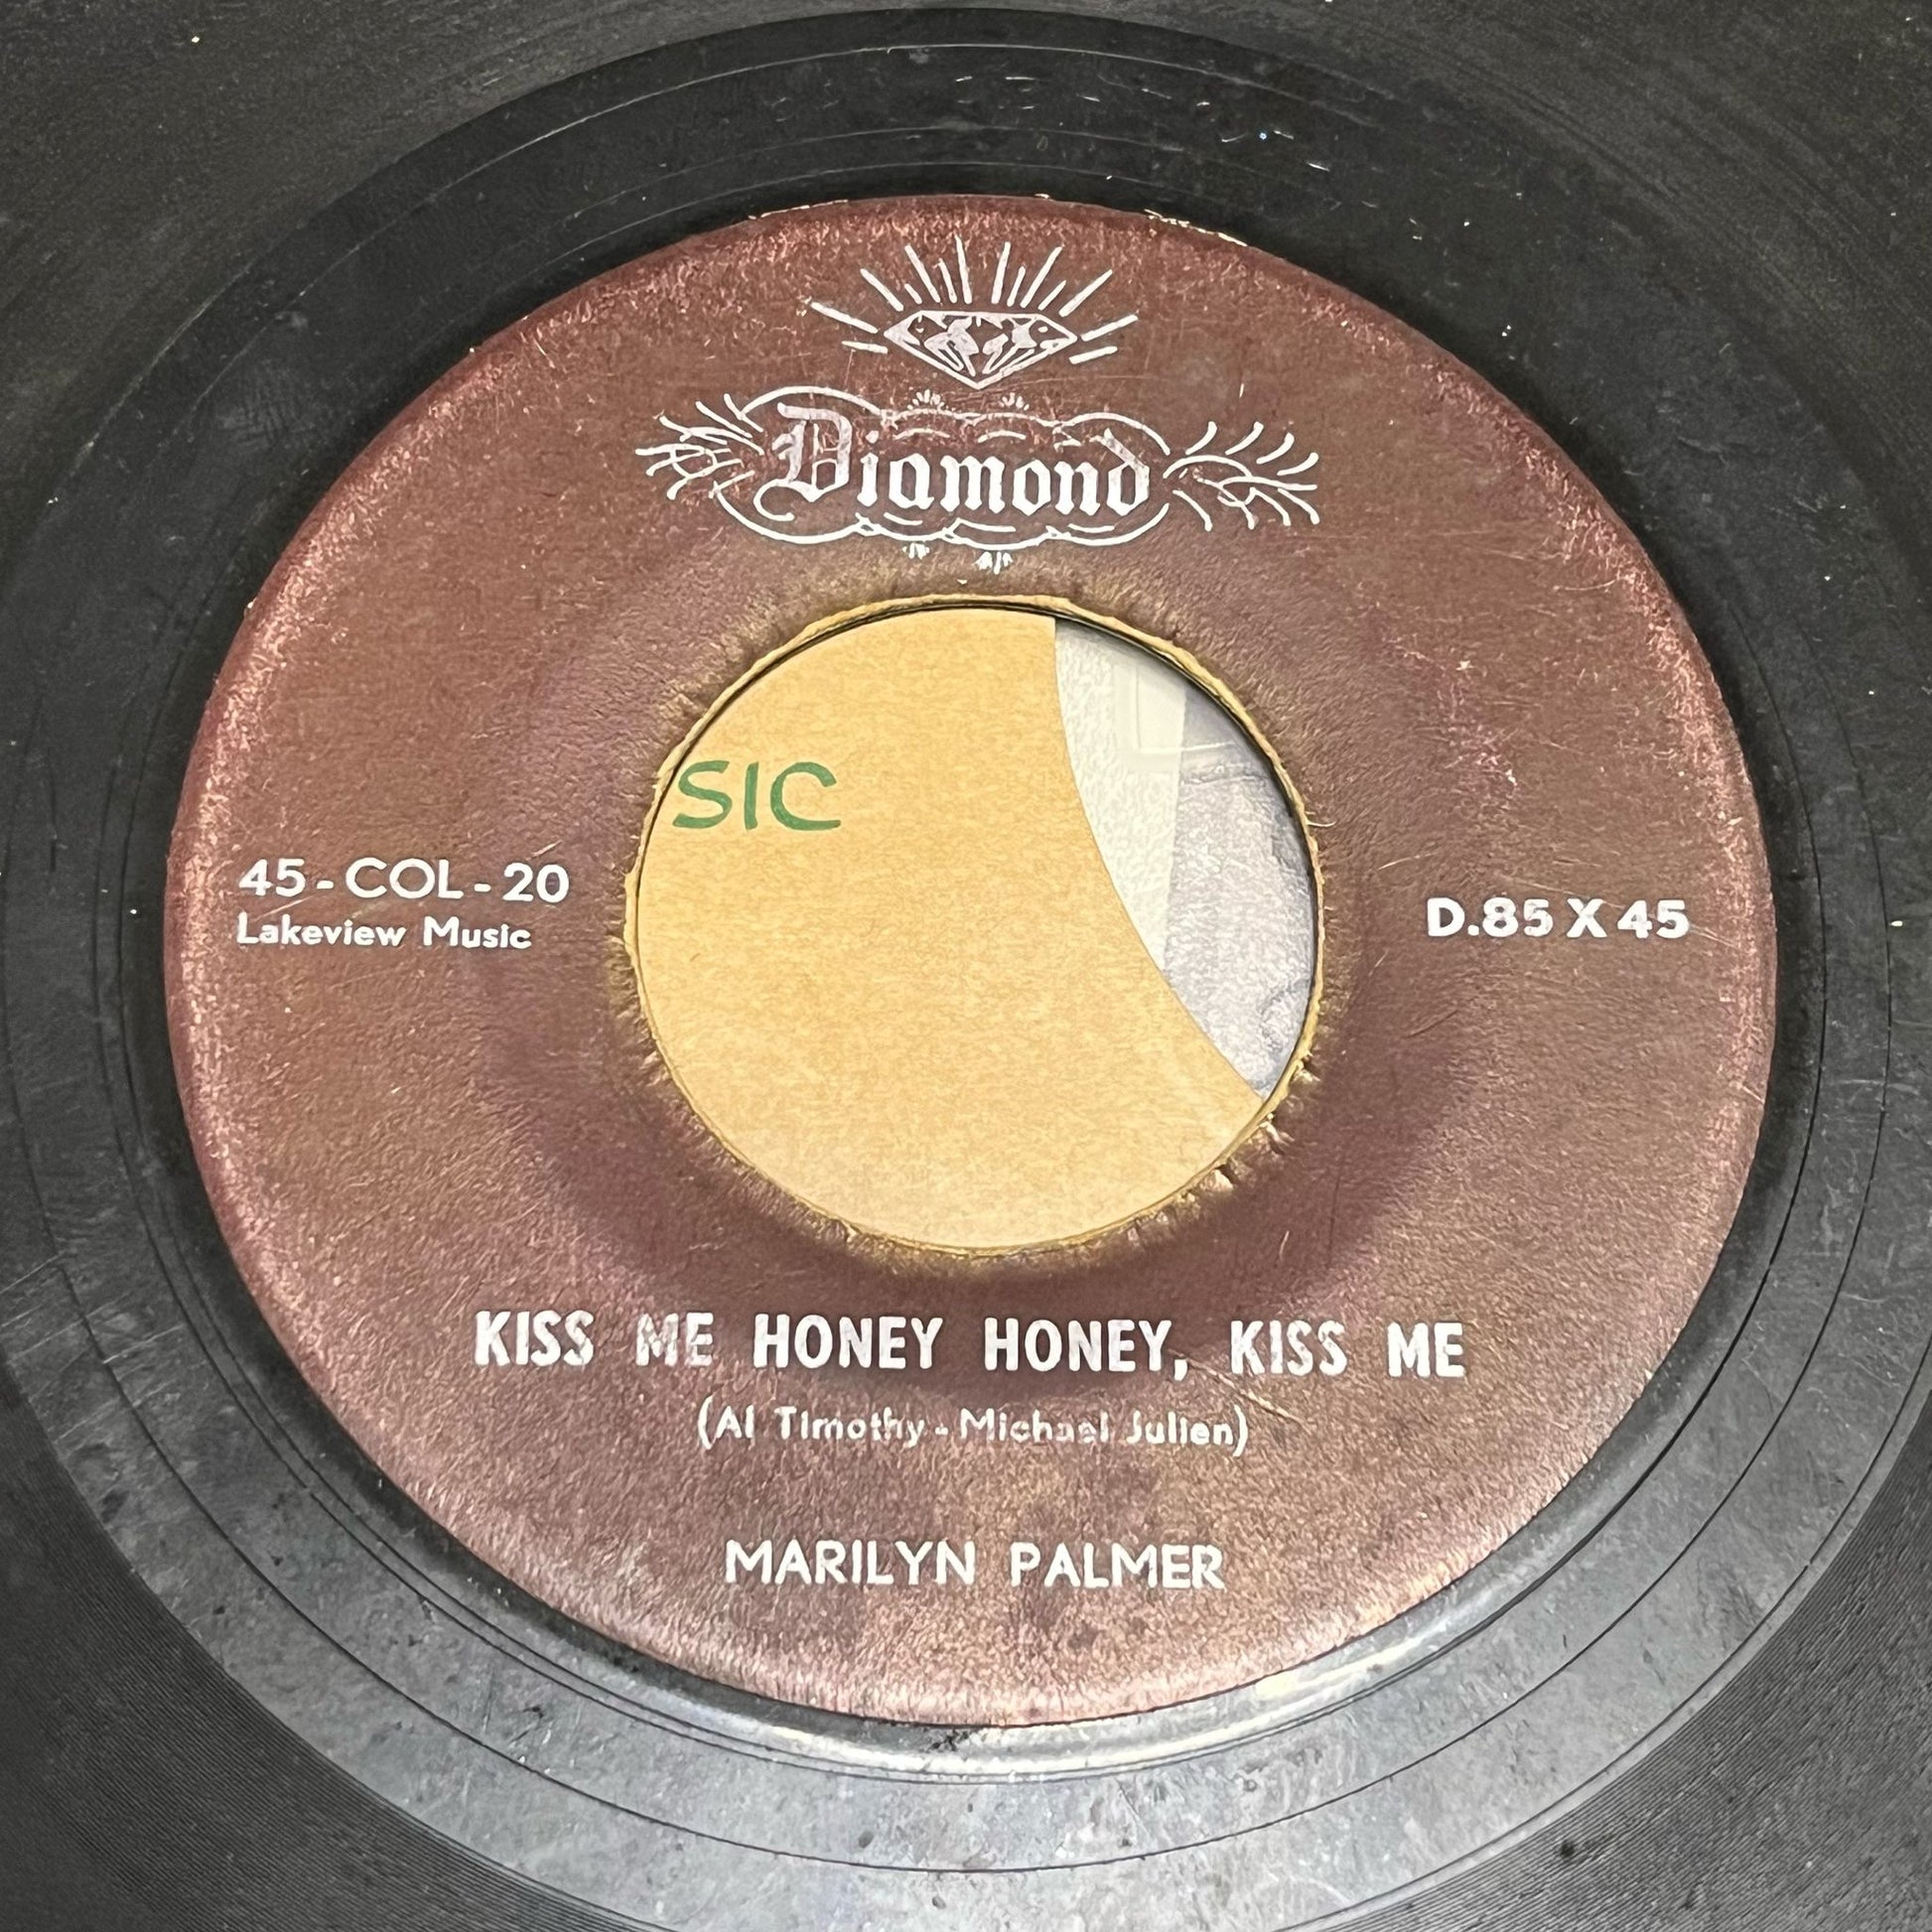 Diamond
SIC
45-COL-20
Lakeview Music
D.85 X 45
KISS ME HONEY HONEY, KISS ME
(Al Timothy-Michael Julien)
MARILYN PALMER